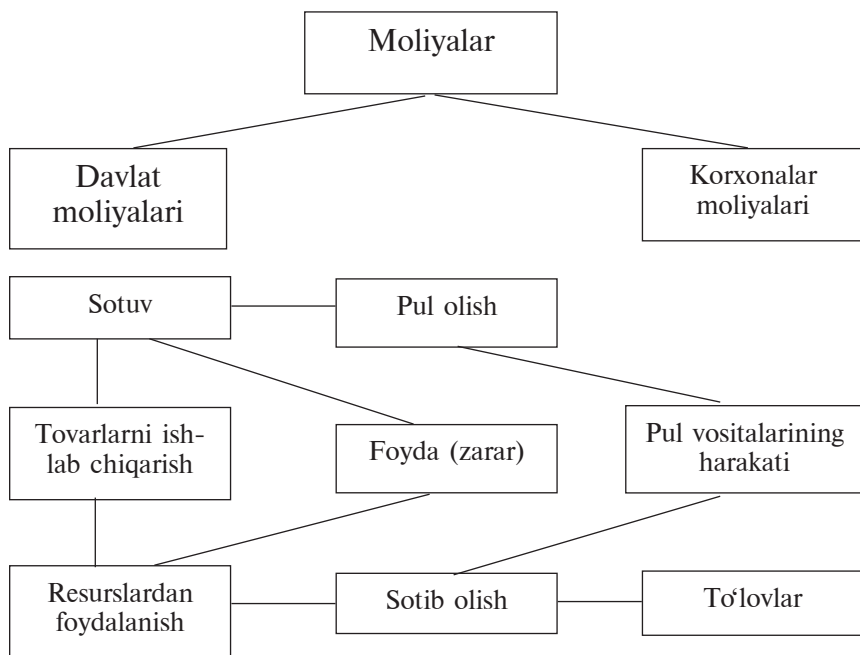 Moliyalar
Davlat
moliyalari
Korxonalar
moliyalari
Sotuv
Pul olish
Tovarlarni ish-
lab chiqarish
Foyda (zarar)
Pul vositalarining
harakati
Resurslardan
foydalanish
Sotib olish
To‘lovlar